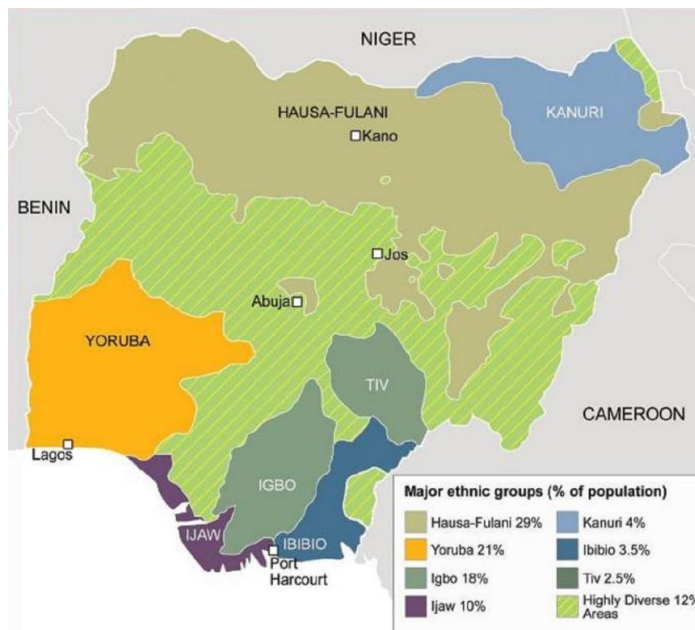 NIGER
HAUSA-FULANI
KANURI
Kano
BENIN
Jos
Abuja
YORUBA
TIV
CAMEROON
Lagos
IGBO
IJAW
IBIBIO
Port
Harcourt
Major ethnic groups (% of population)
Hausa-Fulani 29%
Yoruba 21%
Igbo 18%
Ijaw 10%
Kanuri 4%
Ibibio 3.5%
Tiv 2.5%
Highly Diverse 12%
Areas